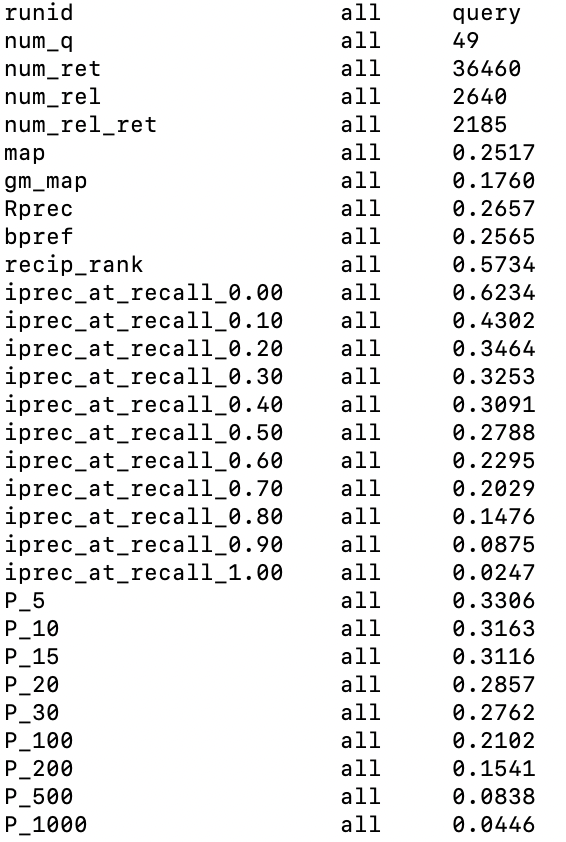 runid all query
num_q all 49
num_ret all 36460
num_rel all 2640
num_rel_ret all 2185
map all 0.2517
gm_map all 0.1760
Rprec all 0.2657
bpref all 0.2565
recip_rank all 0.5734
iprec_at_recall_0.00 all 0.6234
iprec_at_recall_0.10 all 0.4302
iprec_at_recall_0.20 all 0.3464
iprec_at_recall_0.30 all 0.3253
iprec_at_recall_0.40 all 0.3091
iprec_at_recall_0.50 all 0.2788
iprec_at_recall_0.60 all 0.2295
iprec_at_recall_0.70 all 0.2029
iprec_at_recall_0.80 all 0.1476
iprec_at_recall_0.90 all 0.0875
iprec_at_recall_1.00 all 0.0247
P_5 all 0.3306
P_10 all 0.3163
P_15 all 0.3116
P_20 all 0.2857
P_30 all 0.2762
P_100 all 0.2102
P_200 all 0.1541
P_500 all 0.0838
P_1000 all 0.0446